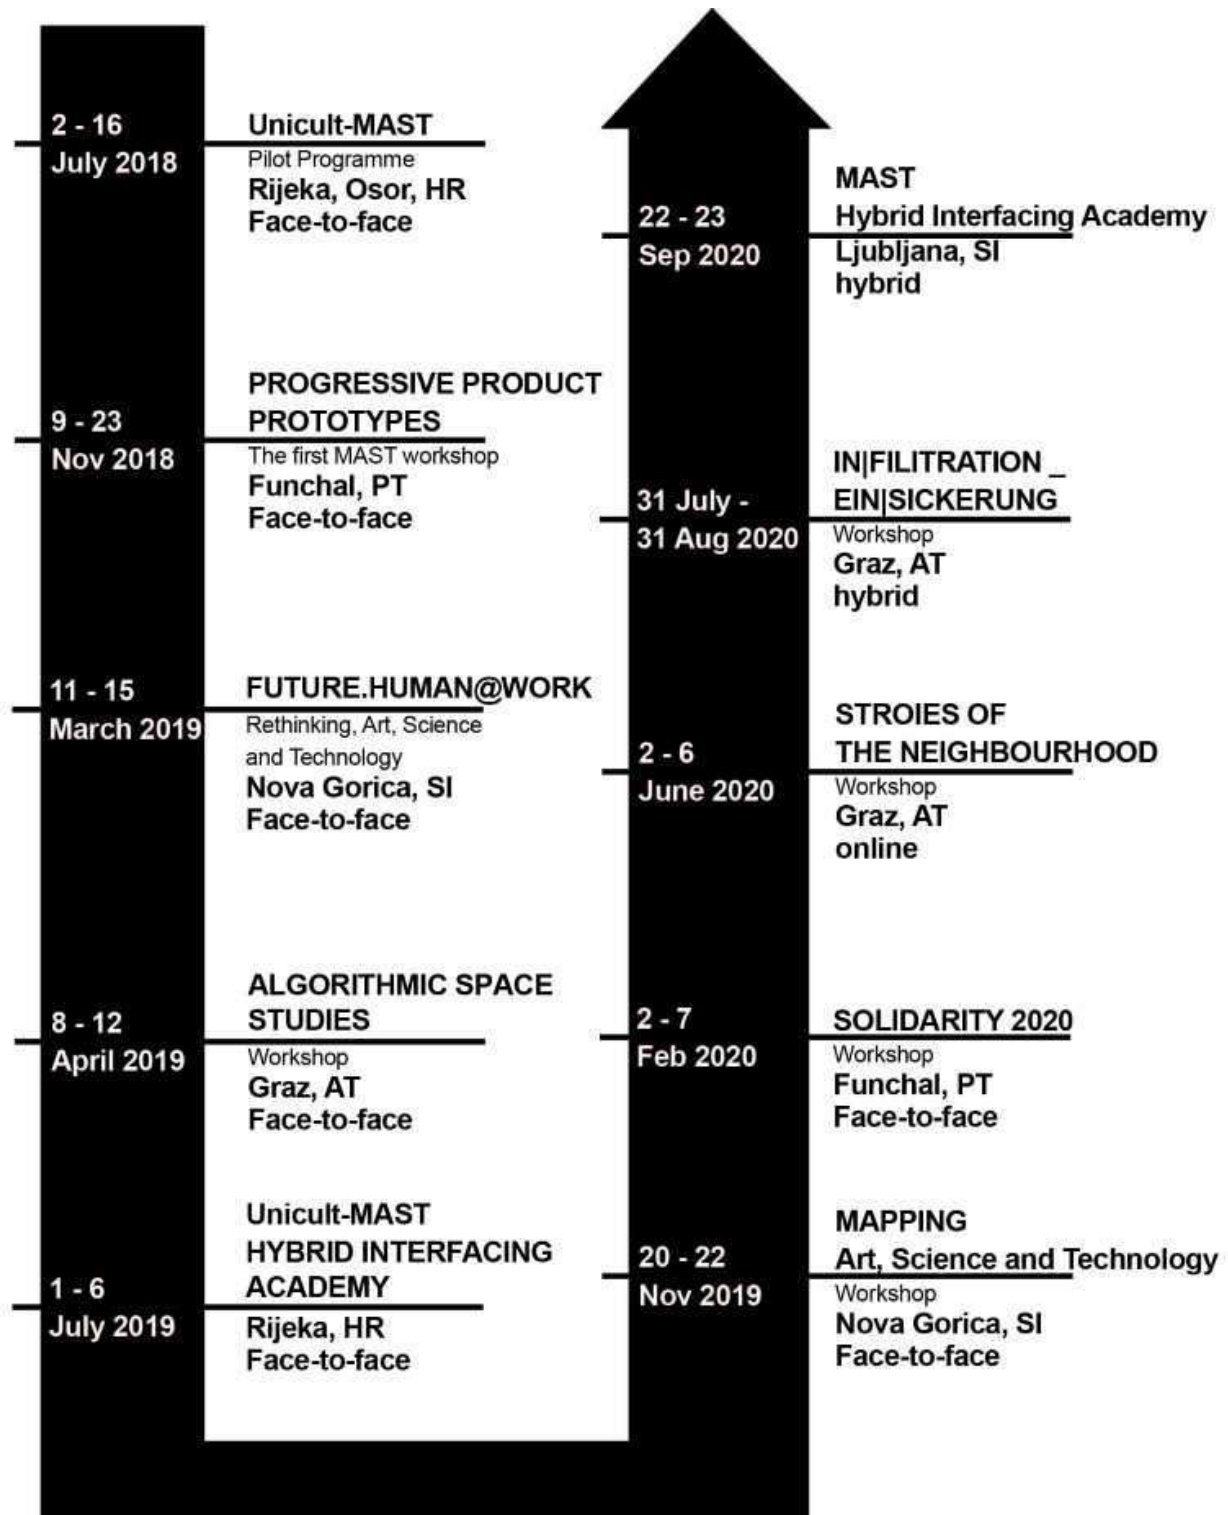 2 - 16
July 2018
Unicult-MAST
Pilot Programme
Rijeka, Osor, HR
Face-to-face
9 - 23
Nov 2018
PROGRESSIVE PRODUCT
PROTOTYPES
The first MAST workshop
Funchal, PT
Face-to-face
11 - 15
March 2019
FUTURE.HUMAN@WORK
Rethinking, Art, Science
and Technology
Nova Gorica, SI
Face-to-face
8 - 12
April 2019
ALGORITHMIC SPACE
STUDIES
Workshop
Graz, AT
Face-to-face
1 - 6
July 2019
Unicult-MAST
HYBRID INTERFACING
ACADEMY
Rijeka, HR
Face-to-face
20 - 22
Nov 2019
MAPPING
Art, Science and Technology
Workshop
Nova Gorica, SI
Face-to-face
2 - 7
Feb 2020
SOLIDARITY 2020
Workshop
Funchal, PT
Face-to-face
2 - 6
June 2020
STROIES OF
THE NEIGHBOURHOOD
Workshop
Graz, AT
online
31 July -
31 Aug 2020
IN|FILITRATION _
EIN|SICKERUNG
Workshop
Graz, AT
hybrid
22 - 23
Sep 2020
MAST
Hybrid Interfacing Academy
Ljubljana, SI
hybrid